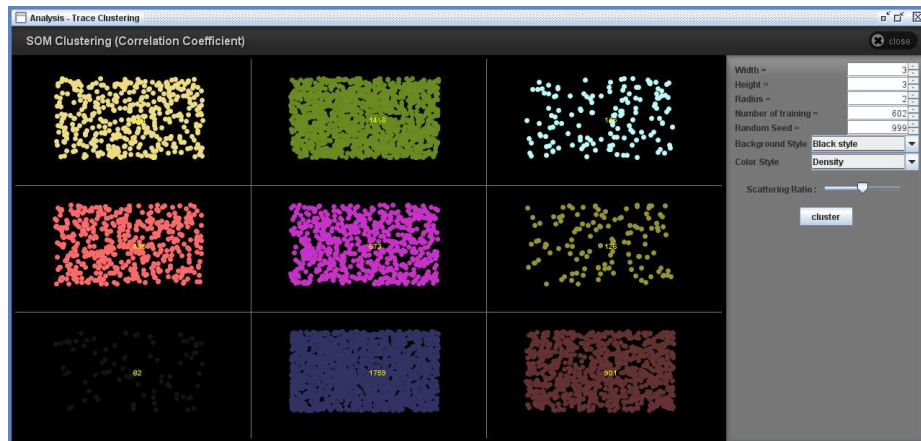 Analysis - Trace Clustering
SOM Clustering (Correlation Coefficient)
close
Width = 3
Height = 3
Radius = 2
Number of training = 602
Random Seed = 999
Background Style Black style
Color Style Density
Scattering Ratio :
cluster
1416
673
126
82
1759
901